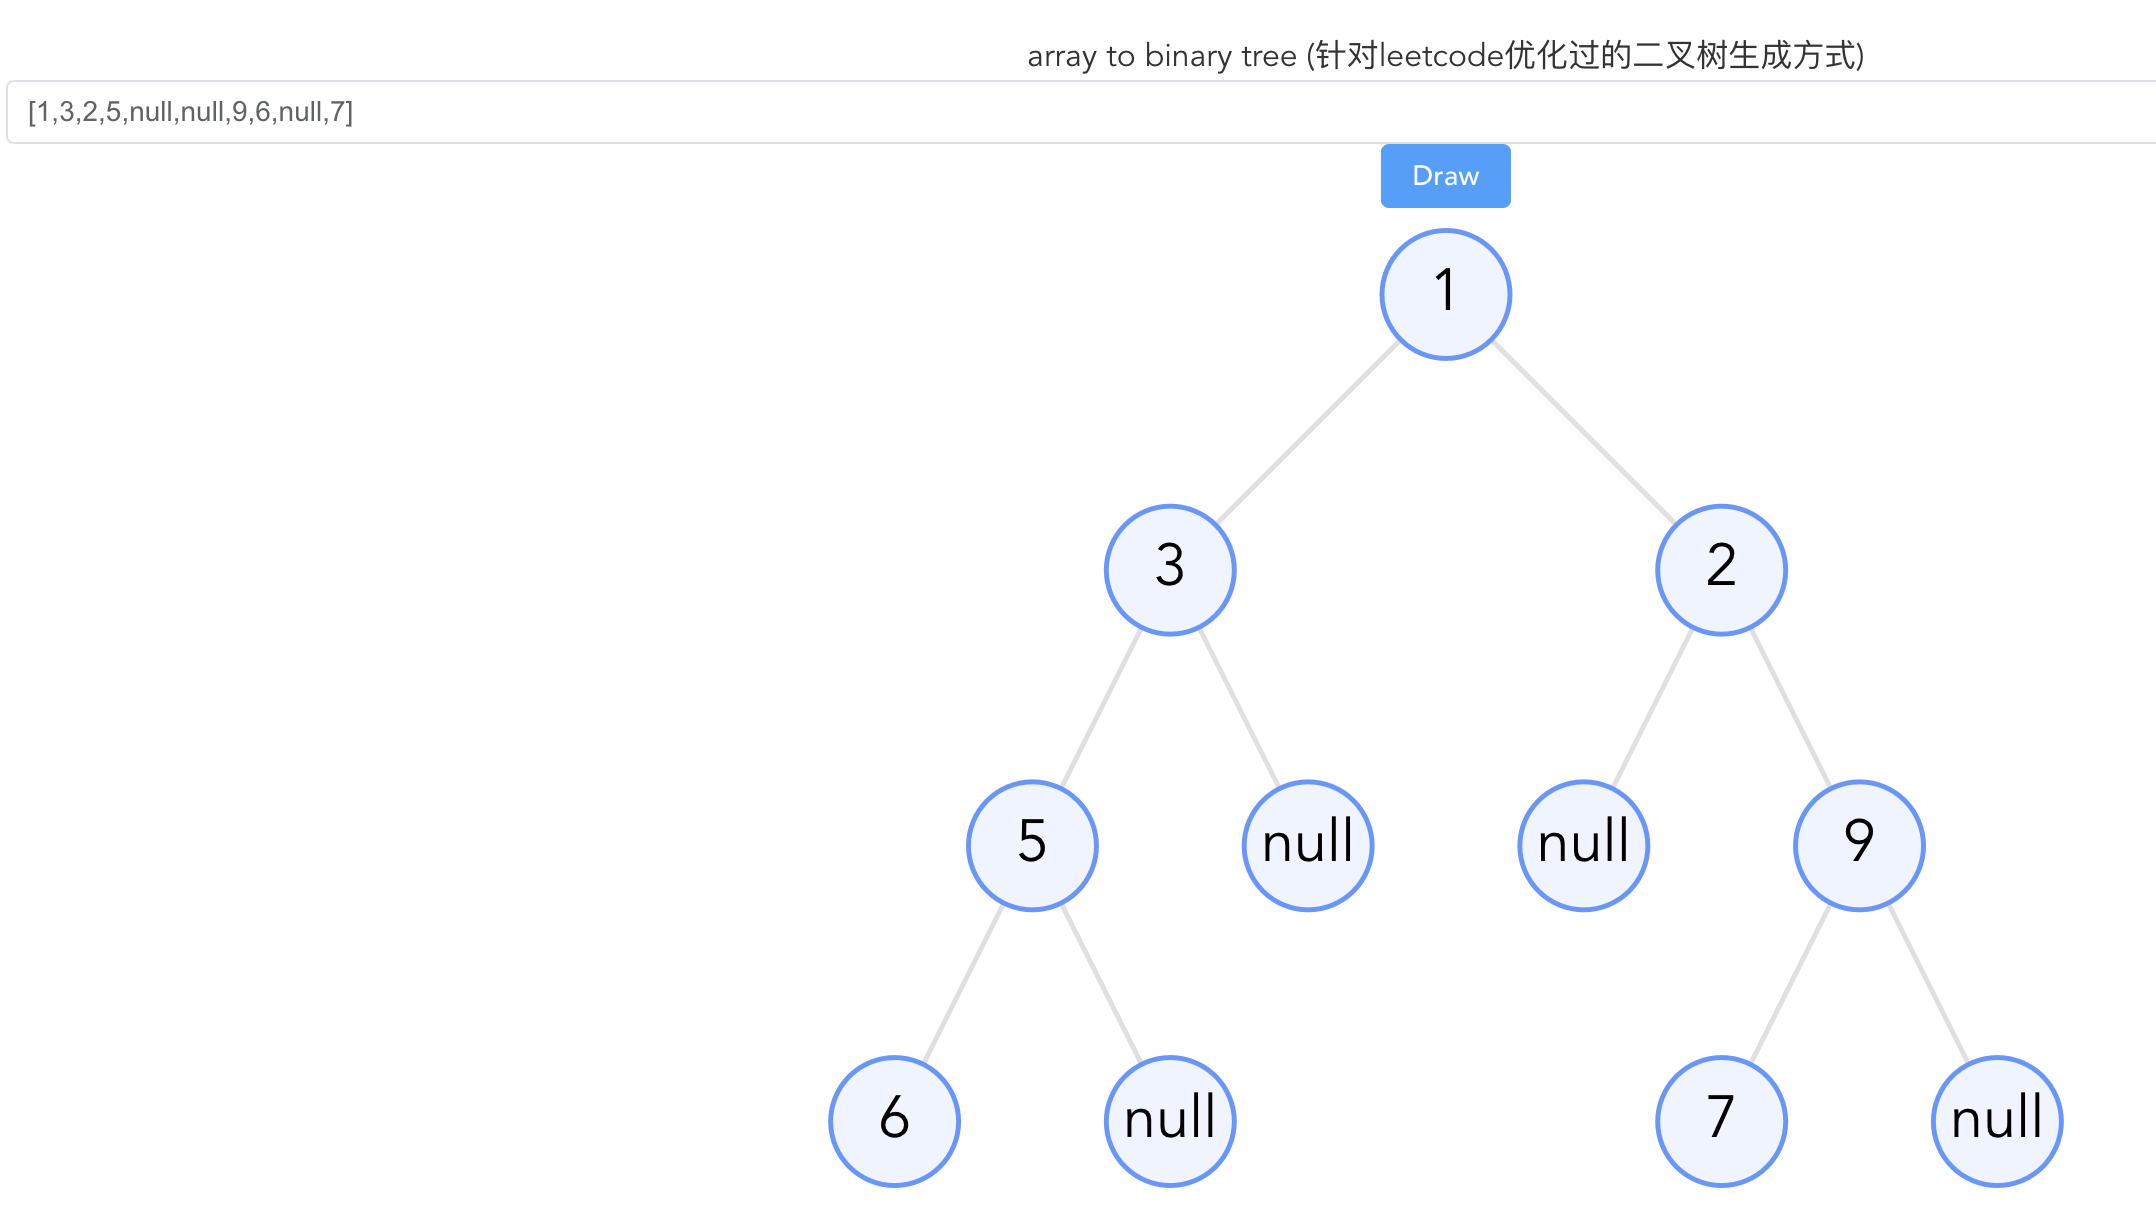 array to binary tree (针对leetcode优化过的二叉树生成方式)
[1,3,2,5,null,null,9,6,null,7]
Draw
1
3 2
5 null null 9
6 null 7 null